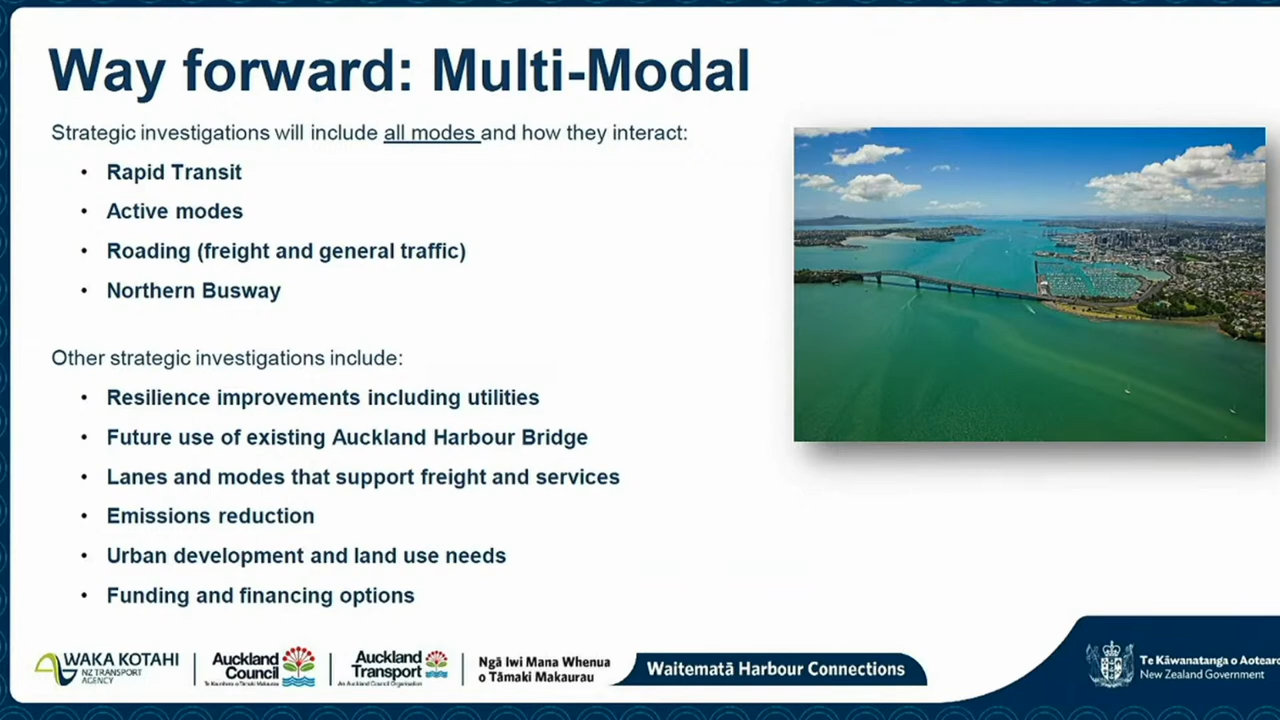 Way forward: Multi-Modal
Strategic investigations will include all modes and how they interact:
• Rapid Transit
• Active modes
• Roading (freight and general traffic)
• Northern Busway
Other strategic investigations include:
• Resilience improvements including utilities
• Future use of existing Auckland Harbour Bridge
• Lanes and modes that support freight and services
• Emissions reduction
• Urban development and land use needs
• Funding and financing options
WAKA KOTAHI
NZ TRANSPORT
AGENCY
Auckland
Council
Auckland
Transport
An Auckland Council Organisation
Ngā Iwi Mana Whenua
o Tāmaki Makaurau
Waitematā Harbour Connections
Te Kāwanatanga o Aotearo
New Zealand Government